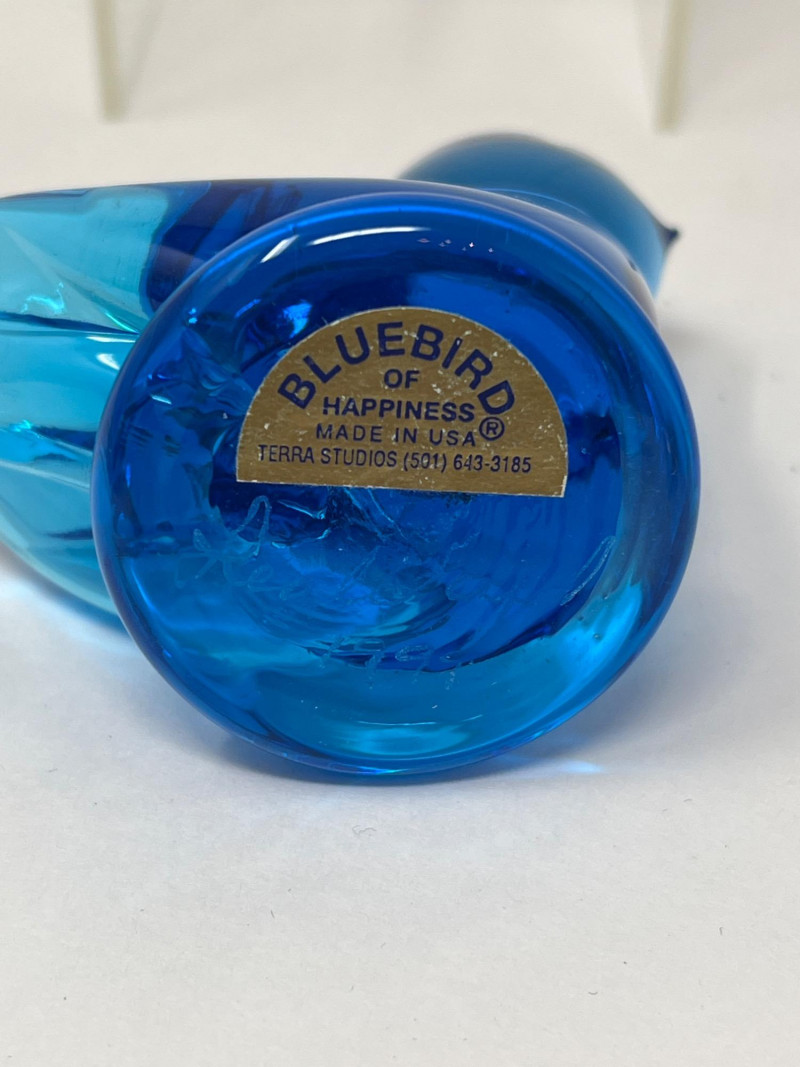 BLUEBIRD
OF
HAPPINESS®
MADE IN USA
TERRA STUDIOS (501) 643-3185